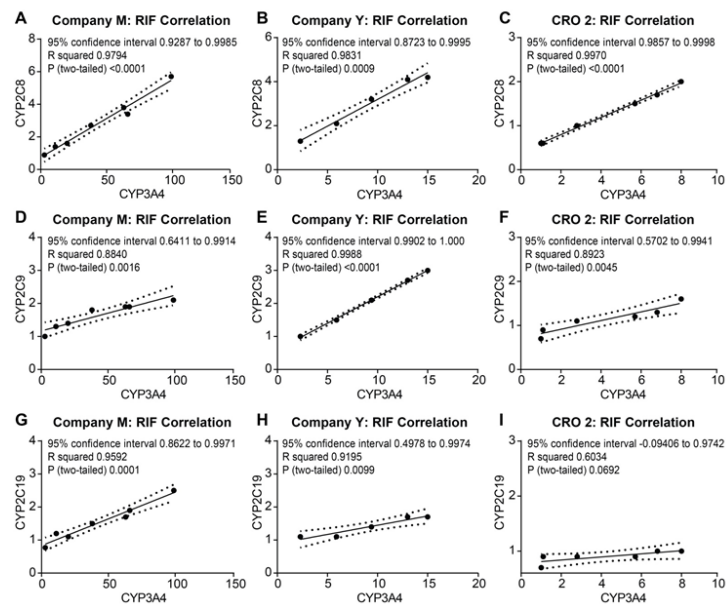 A Company M: RIF Correlation
95% confidence interval 0.9287 to 0.9985
R squared 0.9794
P (two-tailed) <0.0001
CYP2C8
8
6
4
2
0
0 50 100 150
CYP3A4
B Company Y: RIF Correlation
95% confidence interval 0.8723 to 0.9995
R squared 0.9831
P (two-tailed) 0.0009
CYP2C8
6
4
2
0
0 5 10 15 20
CYP3A4
C CRO 2: RIF Correlation
95% confidence interval 0.9857 to 0.9998
R squared 0.9970
P (two-tailed) <0.0001
CYP2C8
3
2
1
0
0 2 4 6 8 10
CYP3A4
D Company M: RIF Correlation
95% confidence interval 0.6411 to 0.9914
R squared 0.8840
P (two-tailed) 0.0016
CYP2C9
4
3
2
1
0
0 50 100 150
CYP3A4
E Company Y: RIF Correlation
95% confidence interval 0.9902 to 1.000
R squared 0.9988
P (two-tailed) <0.0001
CYP2C9
4
3
2
1
0
0 5 10 15 20
CYP3A4
F CRO 2: RIF Correlation
95% confidence interval 0.5702 to 0.9941
R squared 0.8923
P (two-tailed) 0.0045
CYP2C9
3
2
1
0
0 2 4 6 8 10
CYP3A4
G Company M: RIF Correlation
95% confidence interval 0.8622 to 0.9971
R squared 0.9592
P (two-tailed) 0.0001
CYP2C19
4
3
2
1
0
0 50 100 150
CYP3A4
H Company Y: RIF Correlation
95% confidence interval 0.4978 to 0.9974
R squared 0.9195
P (two-tailed) 0.0099
CYP2C19
4
3
2
1
0
0 5 10 15 20
CYP3A4
I CRO 2: RIF Correlation
95% confidence interval -0.09406 to 0.9742
R squared 0.6034
P (two-tailed) 0.0692
CYP2C19
3
2
1
0 2 4 6 8 10
CYP3A4